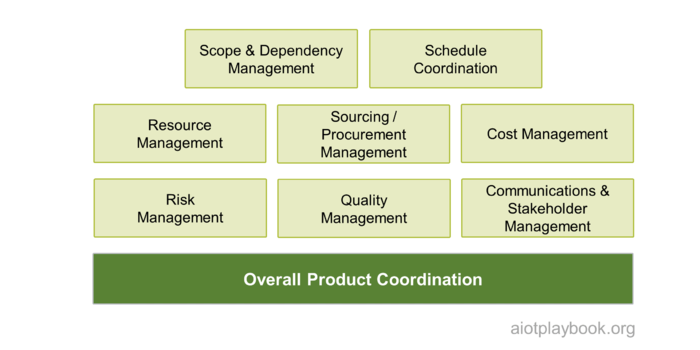 Scope & Dependency
Management
Schedule
Coordination
Resource
Management
Sourcing /
Procurement
Management
Cost Management
Risk
Management
Quality
Management
Communications &
Stakeholder
Management
Overall Product Coordination
aiotplaybook.org